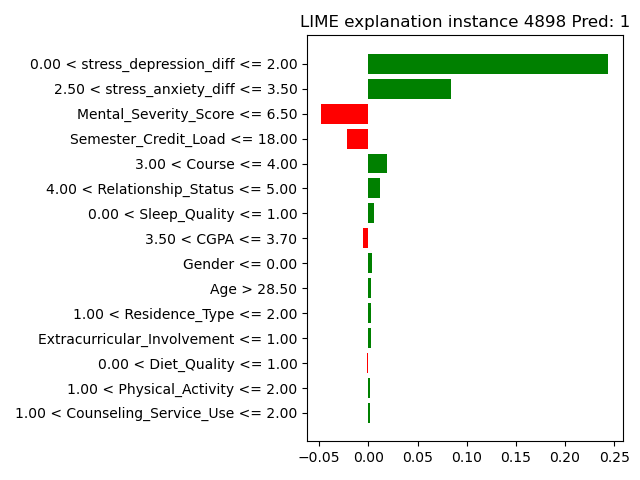 LIME explanation instance 4898 Pred: 1
0.00 < stress_depression_diff <= 2.00
2.50 < stress_anxiety_diff <= 3.50
Mental_Severity_Score <= 6.50
Semester_Credit_Load <= 18.00
3.00 < Course <= 4.00
4.00 < Relationship_Status <= 5.00
0.00 < Sleep_Quality <= 1.00
3.50 < CGPA <= 3.70
Gender <= 0.00
Age > 28.50
1.00 < Residence_Type <= 2.00
Extracurricular_Involvement <= 1.00
0.00 < Diet_Quality <= 1.00
1.00 < Physical_Activity <= 2.00
1.00 < Counseling_Service_Use <= 2.00
−0.05 0.00 0.05 0.10 0.15 0.20 0.25